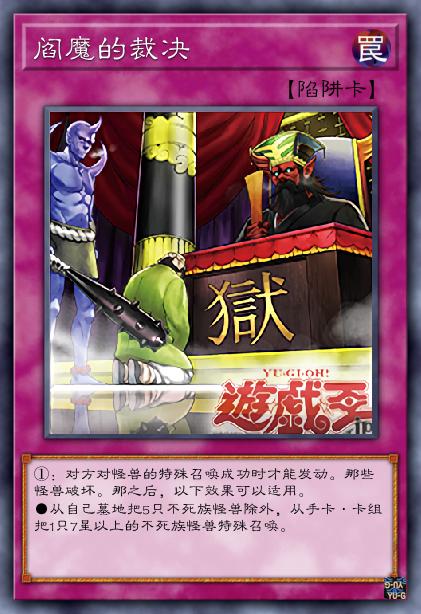 阎魔的裁决
罠
【陷阱卡】
獄
YU-GI-OH!
遊戯王
①：对方对怪兽的特殊召唤成功时才能发动。那些
怪兽破坏。那之后，以下效果可以适用。
●从自己墓地把5只不死族怪兽除外，从手卡·卡组
把1只7星以上的不死族怪兽特殊召唤。
YU-G